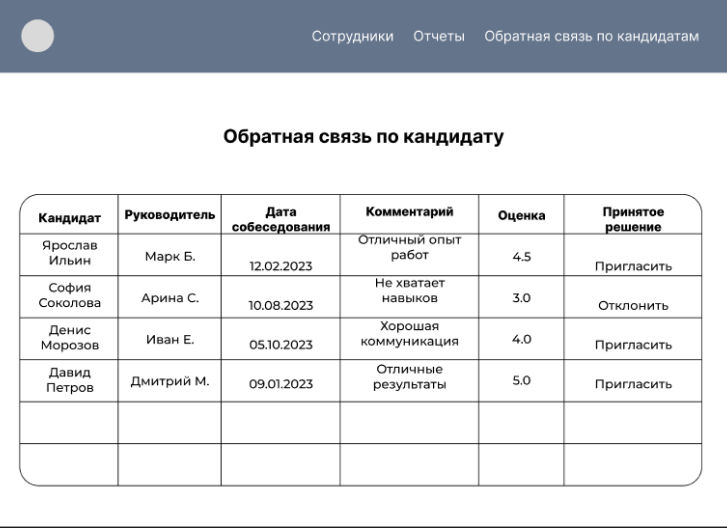 Сотрудники Отчеты Обратная связь по кандидатам
Обратная связь по кандидату
Кандидат Руководитель Дата собеседования Комментарий Оценка Принятое решение
Ярослав Ильин Марк Б. 12.02.2023 Отличный опыт работ 4.5 Пригласить
София Соколова Арина С. 10.08.2023 Не хватает навыков 3.0 Отклонить
Денис Морозов Иван Е. 05.10.2023 Хорошая коммуникация 4.0 Пригласить
Давид Петров Дмитрий М. 09.01.2023 Отличные результаты 5.0 Пригласить